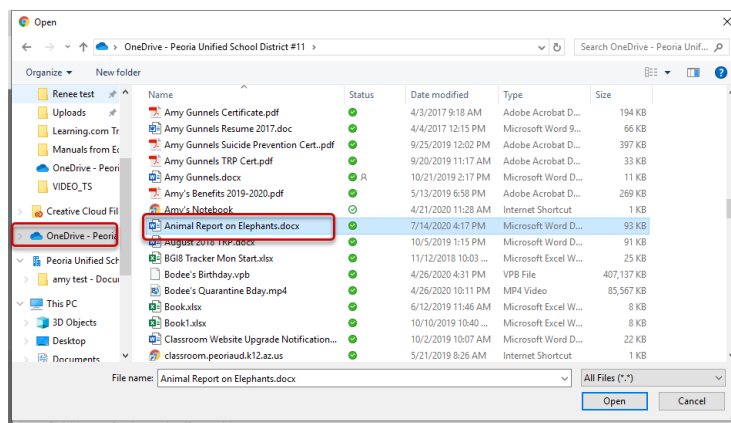 Open
OneDrive - Peoria Unified School District #11
Search OneDrive - Peoria Unif...
Organize
New folder
Name Status Date modified Type Size
Renee test
Uploads
Learning.com Tr
Manuals from Ec
OneDrive - Peori
VIDEO_TS
Creative Cloud Fil
OneDrive - Peoria
Peoria Unified Sch
amy test - Docu
This PC
3D Objects
Desktop
Documents
Amy Gunnels Certificate.pdf 4/3/2017 9:18 AM Adobe Acrobat D... 194 KB
Amy Gunnels Resume 2017.doc 4/4/2017 12:15 PM Microsoft Word 9... 66 KB
Amy Gunnels Suicide Prevention Cert..pdf 9/25/2019 12:02 PM Adobe Acrobat D... 397 KB
Amy Gunnels TRP Cert.pdf 9/20/2019 11:17 AM Adobe Acrobat D... 33 KB
Amy Gunnels.docx 10/21/2019 2:17 PM Microsoft Word D... 11 KB
Amy's Benefits 2019-2020.pdf 5/13/2019 6:58 PM Adobe Acrobat D... 269 KB
Amy's Notebook 4/21/2020 11:28 AM Internet Shortcut 1 KB
Animal Report on Elephants.docx 7/14/2020 4:17 PM Microsoft Word D... 93 KB
August 2018 TRP.docx 10/5/2019 1:15 PM Microsoft Word D... 91 KB
BGI8 Tracker Mon Start.xlsx 11/12/2018 10:03 ... Microsoft Excel W... 25 KB
Bodee's Birthday.vpb 4/26/2020 4:31 PM VPB File 407,137 KB
Bodee's Quarantine Bday.mp4 4/26/2020 10:11 PM MP4 Video 85,567 KB
Book.xlsx 6/12/2019 11:46 AM Microsoft Excel W... 8 KB
Book1.xlsx 10/10/2019 10:40 ... Microsoft Excel W... 8 KB
Classroom Website Upgrade Notification... 10/2/2019 10:07 AM Microsoft Word D... 22 KB
classroom.peoriaud.k12.az.us 5/21/2019 8:26 AM Internet Shortcut 1 KB
File name: Animal Report on Elephants.docx
All Files (*.*)
Open
Cancel